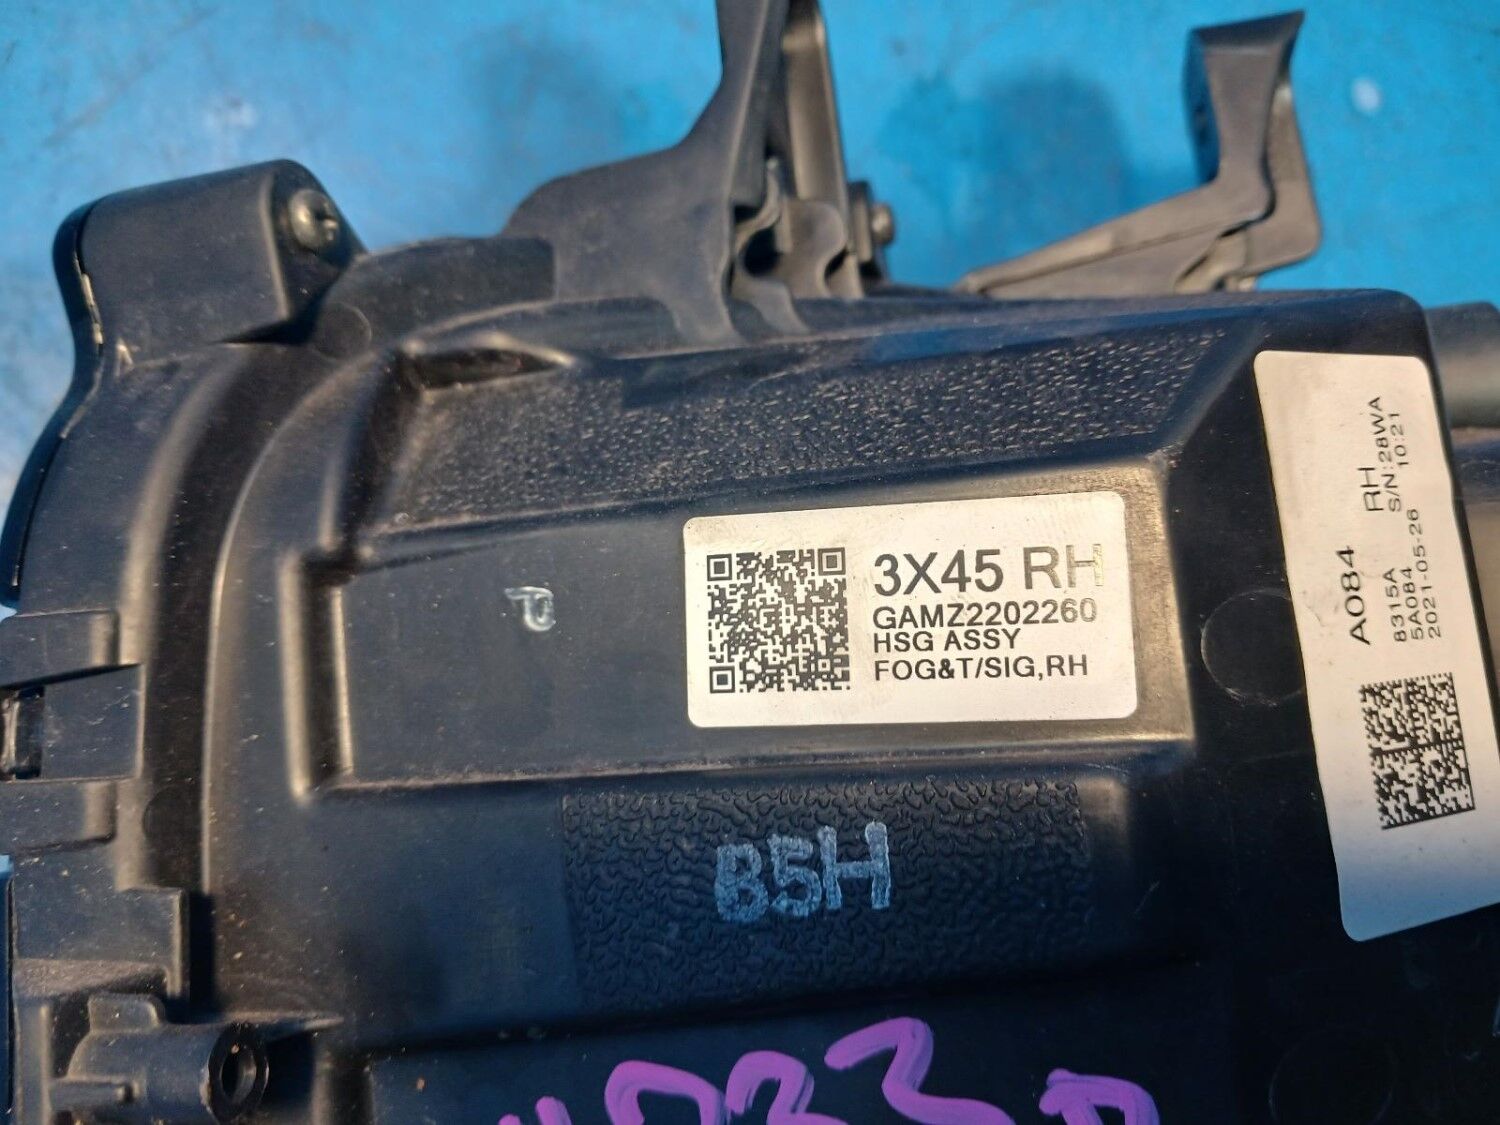 3X45 RH
GAMZ2202260
HSG ASSY
FOG&T/SIG,RH
A084 RH
8315A S/N:28WA
5A084 10:21
2021-05-26
B5H